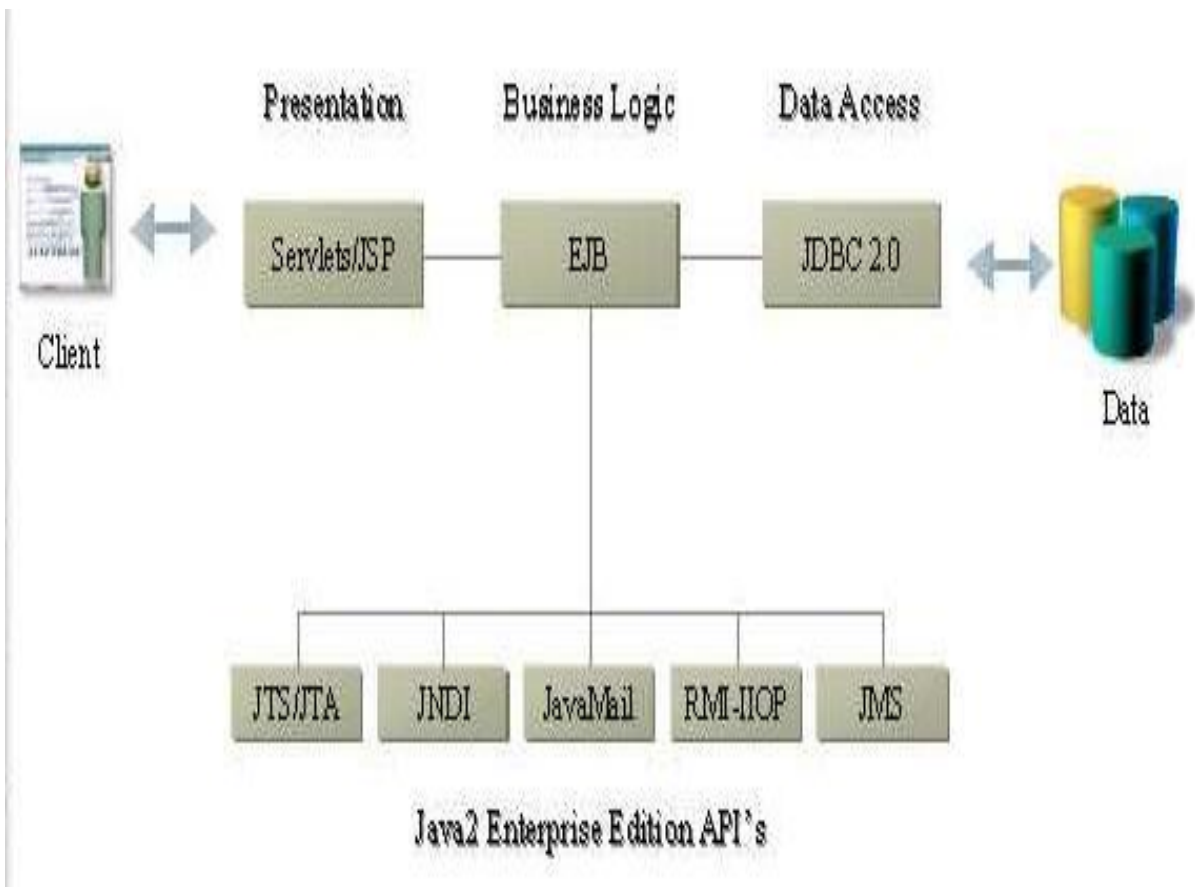 Presentation
Business Logic
Data Access
Servlets/JSP
EJB
JDBC 2.0
Client
Data
JTS/JTA
JNDI
JavaMail
RMI-IIOP
JMS
Java2 Enterprise Edition API`s